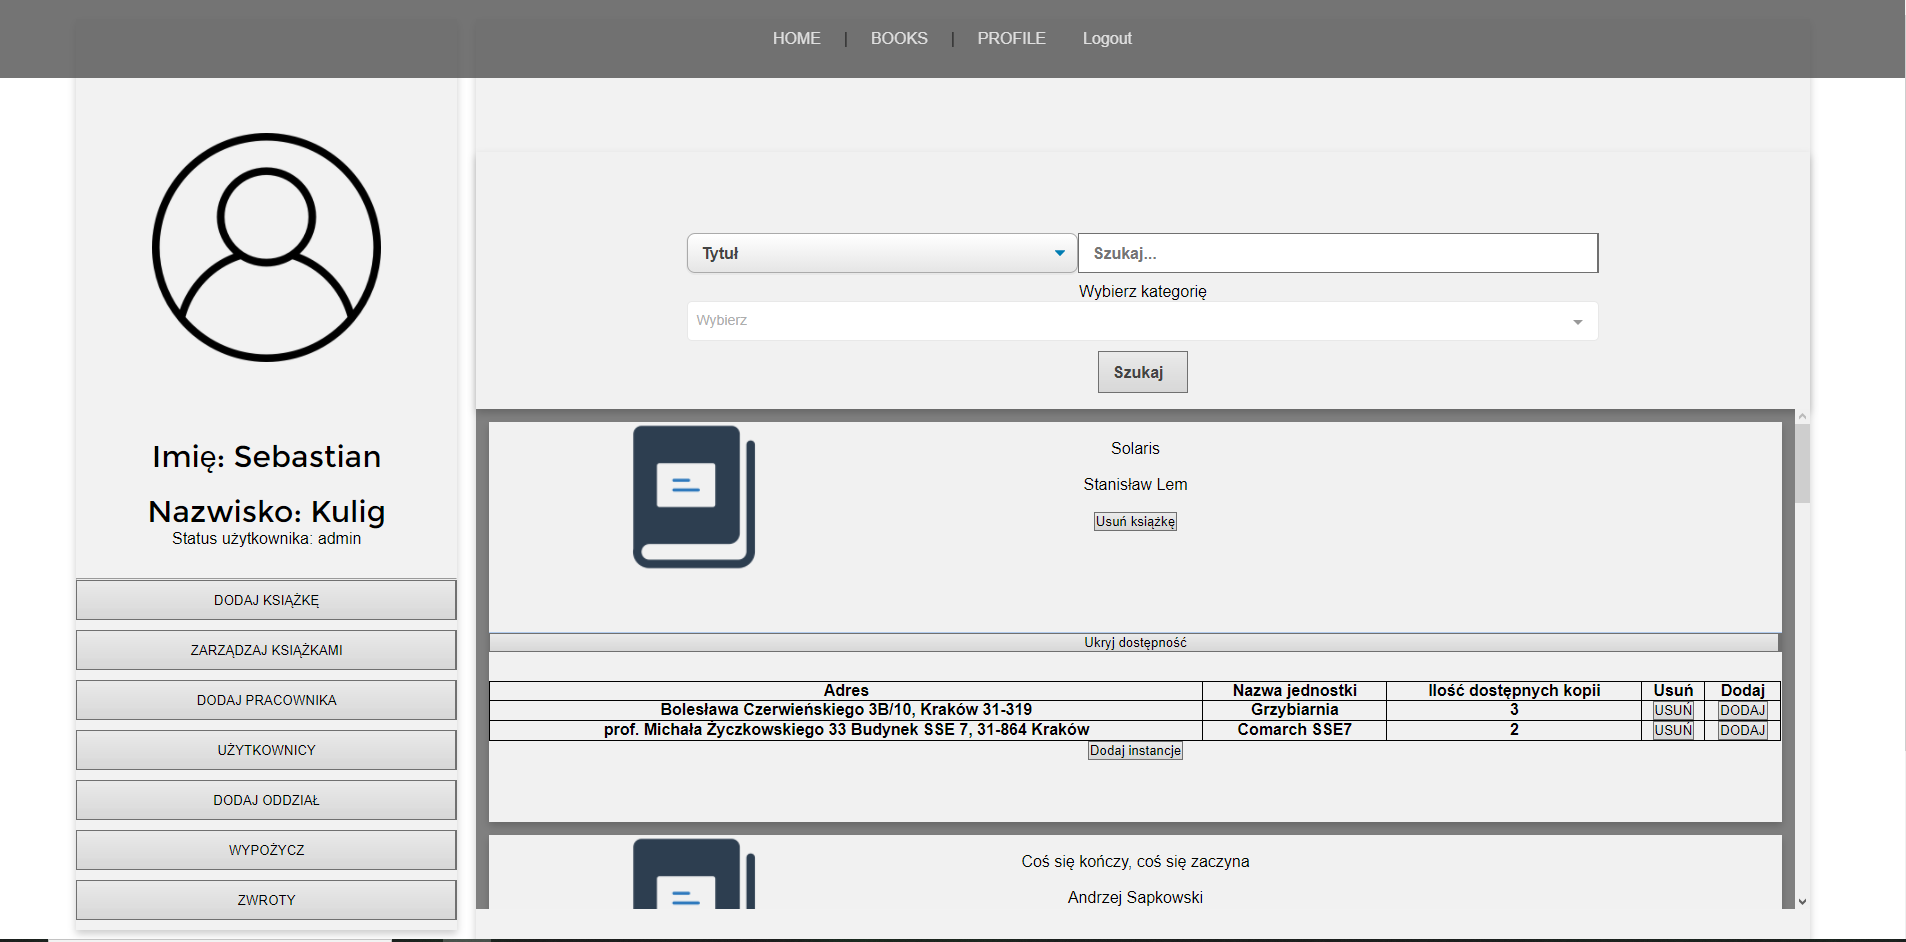 HOME | BOOKS | PROFILE Logout
Imię: Sebastian
Nazwisko: Kulig
Status użytkownika: admin
DODAJ KSIĄŻKĘ
ZARZĄDZAJ KSIĄŻKAMI
DODAJ PRACOWNIKA
UŻYTKOWNICY
DODAJ ODDZIAŁ
WYPOŻYCZ
ZWROTY
Tytuł Szukaj...
Wybierz kategorię
Wybierz
Szukaj
Solaris
Stanisław Lem
Usuń książkę
Ukryj dostępność
Adres Nazwa jednostki Ilość dostępnych kopii Usuń Dodaj
Bolesława Czerwieńskiego 3B/10, Kraków 31-319 Grzybiarnia 3 USUŃ DODAJ
prof. Michała Życzkowskiego 33 Budynek SSE 7, 31-864 Kraków Comarch SSE7 2 USUŃ DODAJ
Dodaj instancje
Coś się kończy, coś się zaczyna
Andrzej Sapkowski